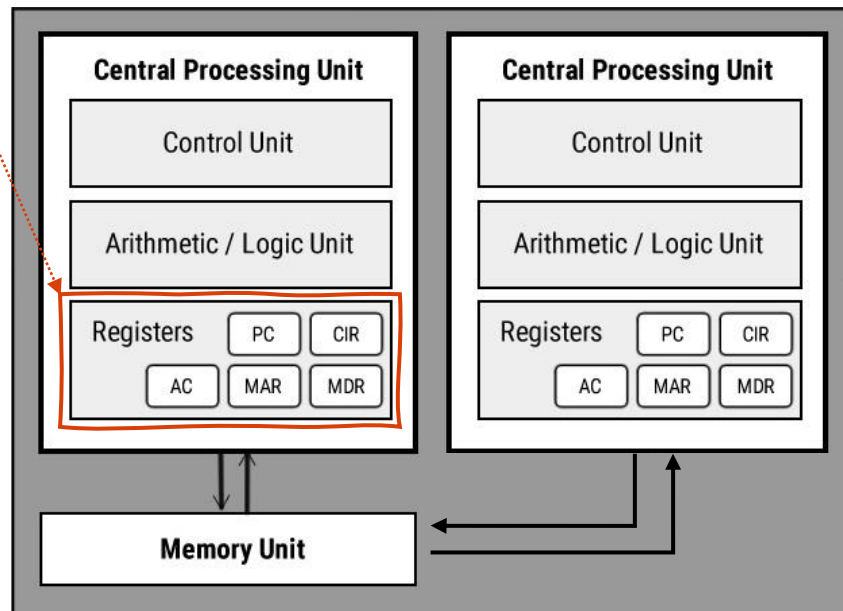 Central Processing Unit
Control Unit
Arithmetic / Logic Unit
Registers PC CIR
AC MAR MDR
Central Processing Unit
Control Unit
Arithmetic / Logic Unit
Registers PC CIR
AC MAR MDR
Memory Unit